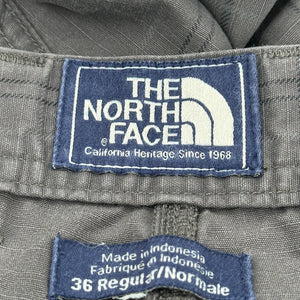 THE
NORTH
FACE
®
California Heritage Since 1968
Made in Indonesia
Fabriqué en Indonésie
36 Regular/Normale